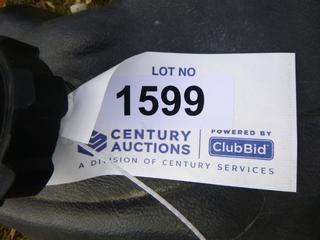 LOT NO
1599
CENTURY
AUCTIONS
POWERED BY
ClubBid
A DIVISION OF CENTURY SERVICES